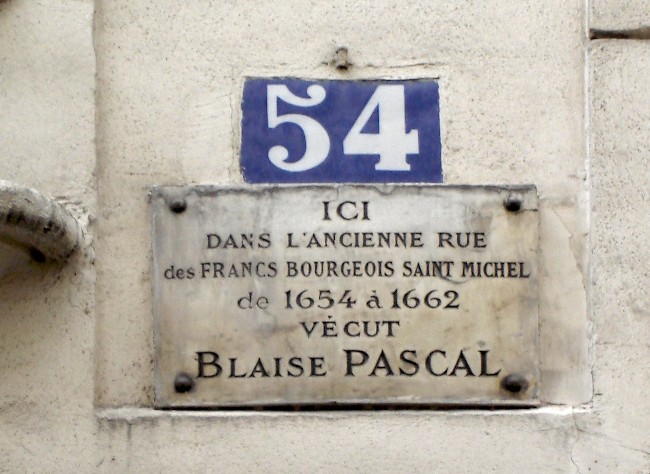 54
ICI
DANS L'ANCIENNE RUE
des FRANCS BOURGEOIS SAINT MICHEL
de 1654 à 1662
VÉCUT
BLAISE PASCAL